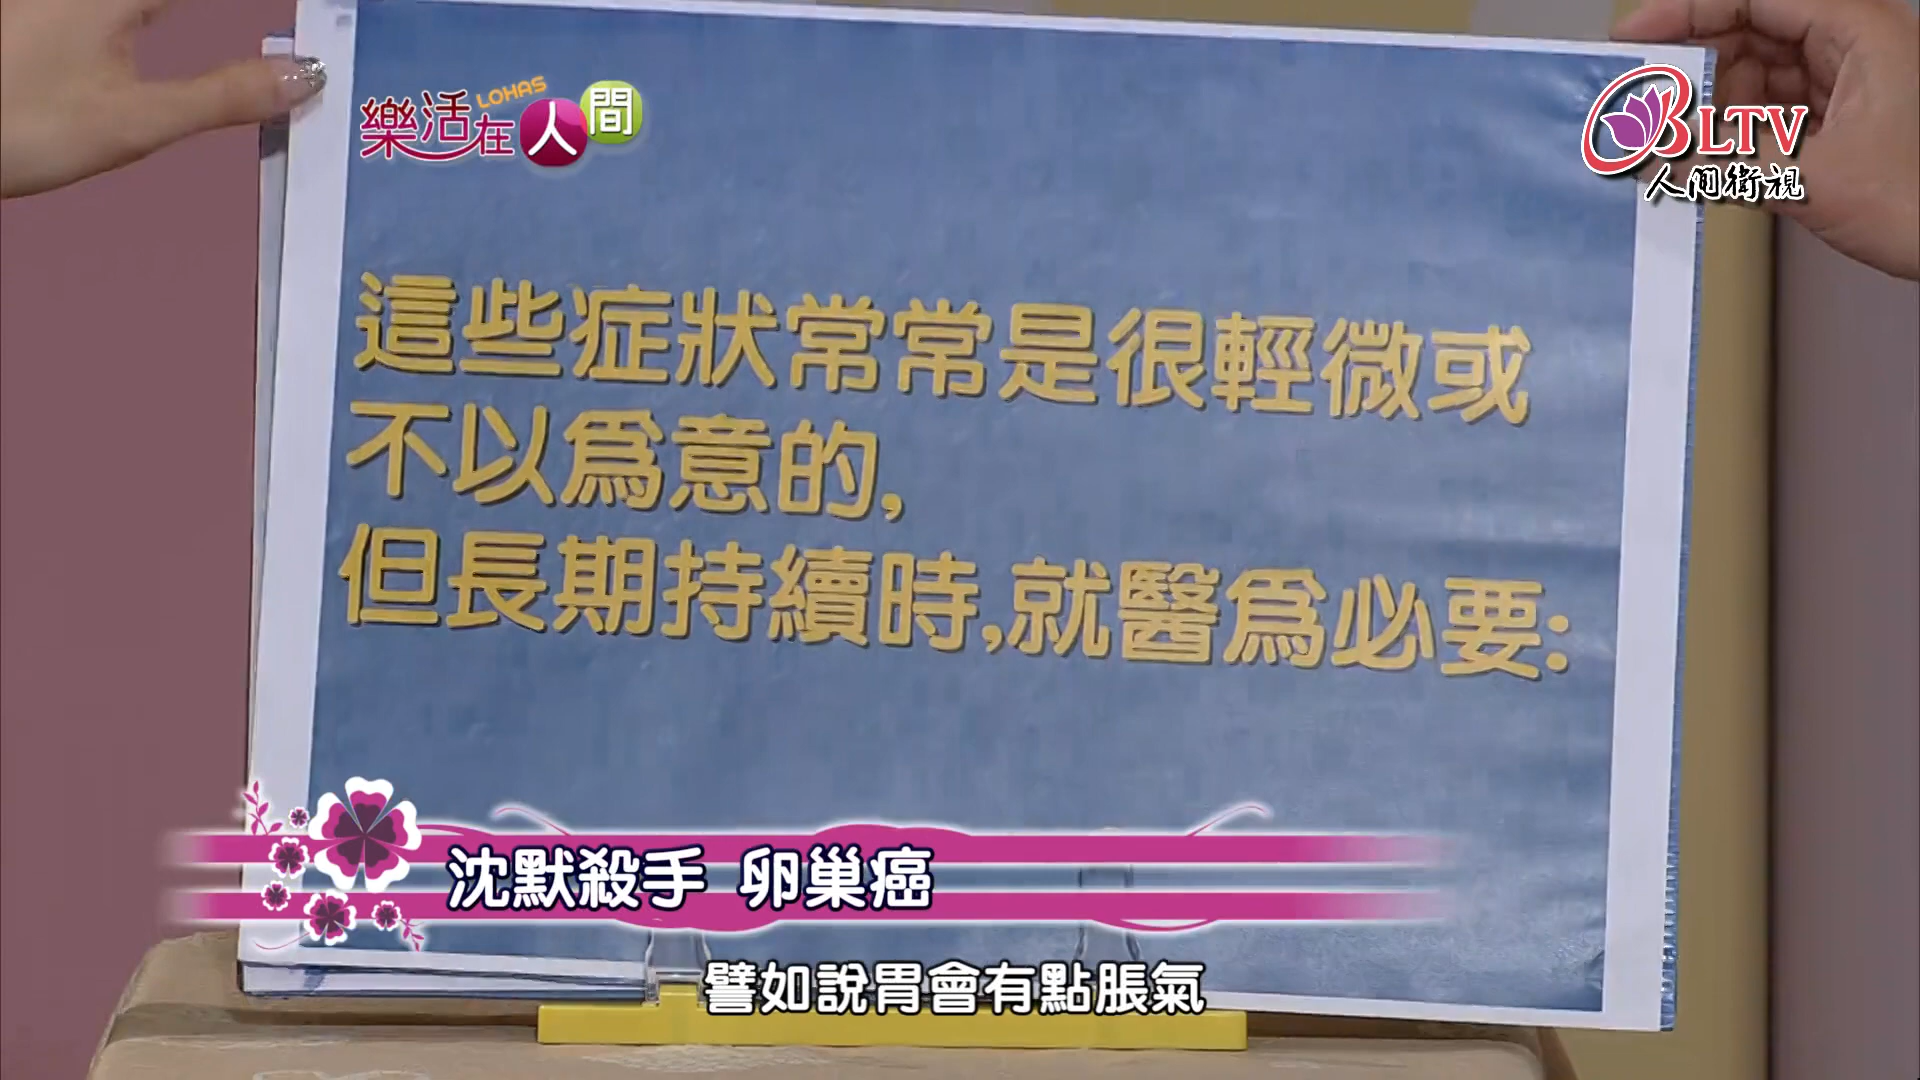 樂活在人間
LOHAS
BLTV
人間衛視
這些症狀常常是很輕微或
不以為意的,
但長期持續時,就醫為必要:
沈默殺手 卵巢癌
譬如說胃會有點脹氣